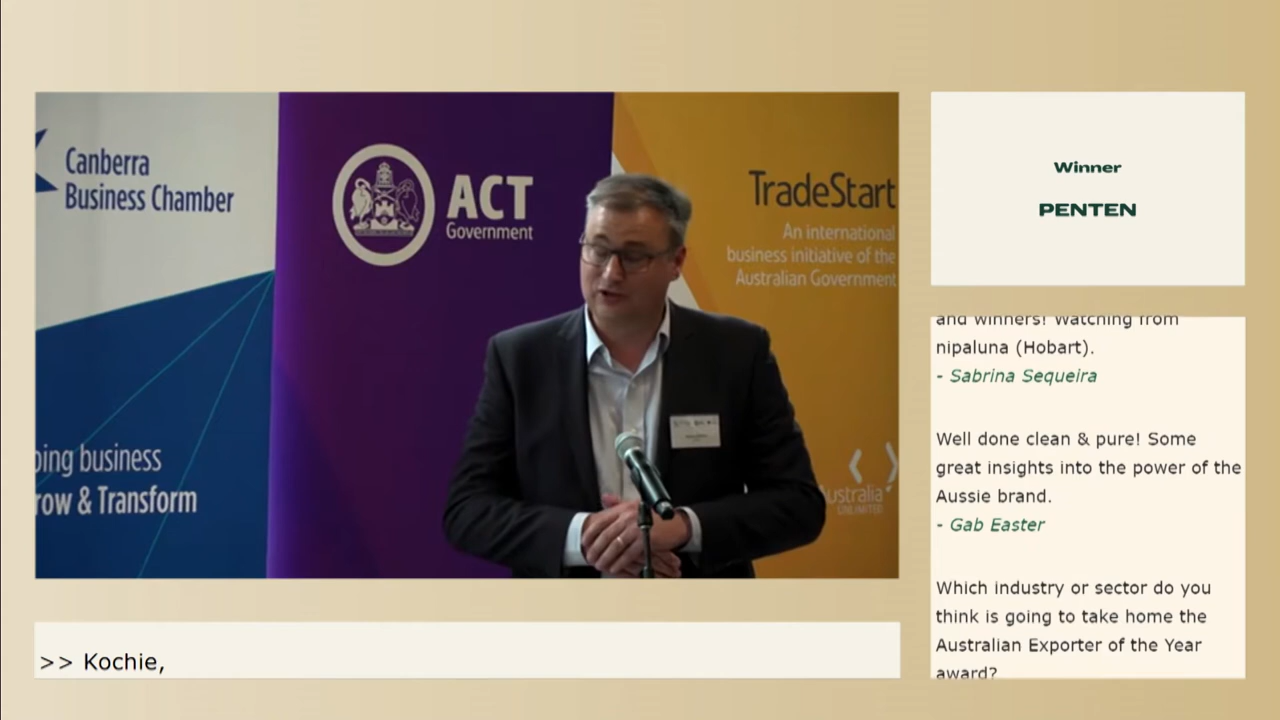 Canberra
Business Chamber
ACT
Government
TradeStart
An international
business initiative of the
Australian Government
business
& Transform
UNLIMITED
Winner
PENTEN
and winners! Watching from
nipaluna (Hobart).
- Sabrina Sequeira
Well done clean & pure! Some
great insights into the power of the
Aussie brand.
- Gab Easter
Which industry or sector do you
think is going to take home the
Australian Exporter of the Year
award?
>> Kochie,